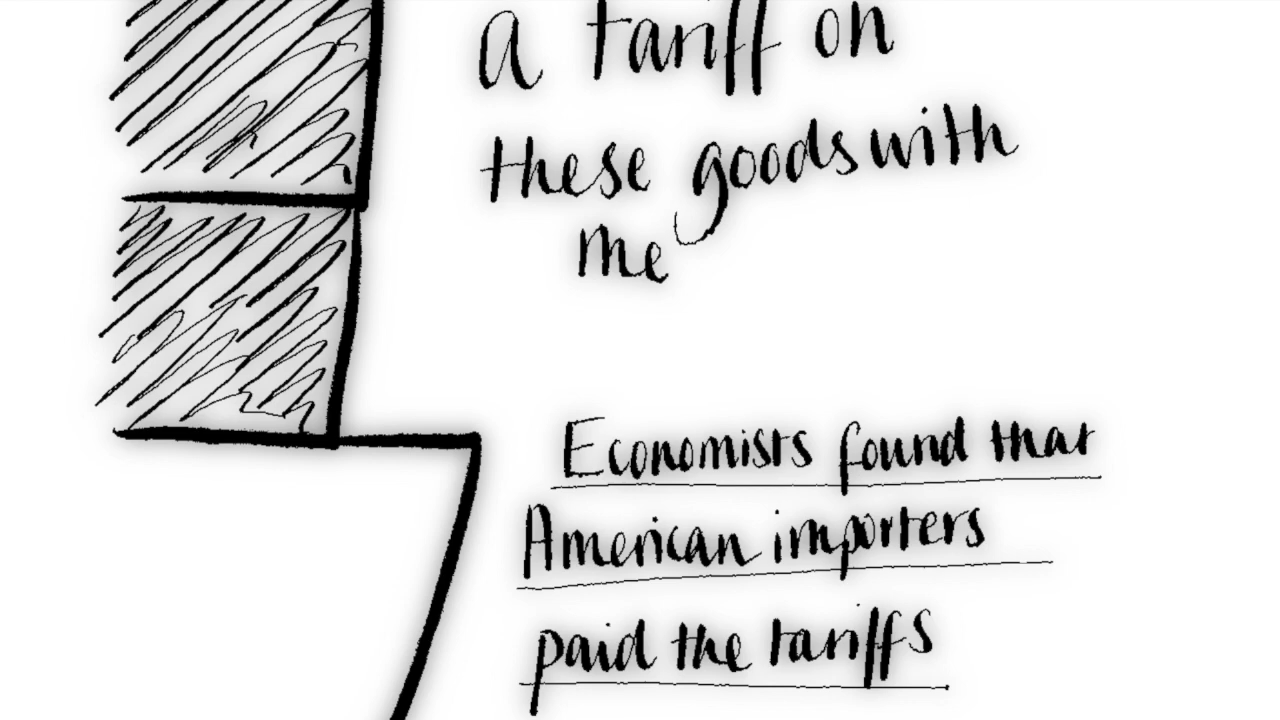 a tariff on
these goods with
me
Economists found that
American importers
paid the tariffs